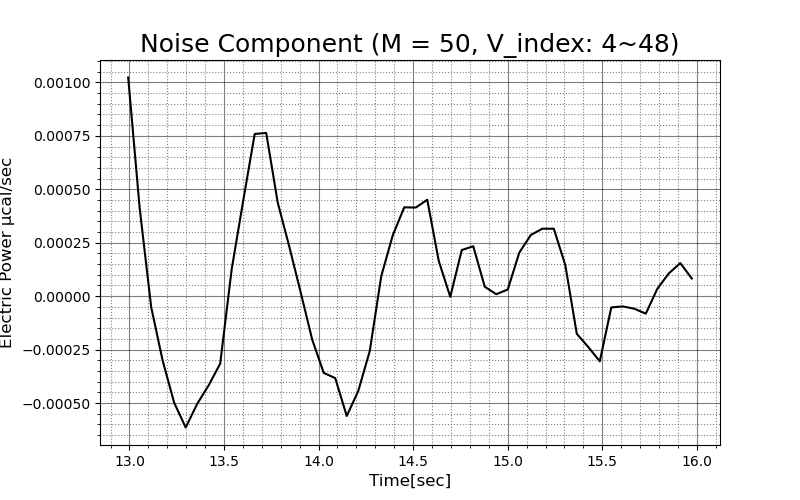 Noise Component (M = 50, V_index: 4~48)
Electric Power μcal/sec
0.00100
0.00075
0.00050
0.00025
0.00000
−0.00025
−0.00050
13.0 13.5 14.0 14.5 15.0 15.5 16.0
Time[sec]